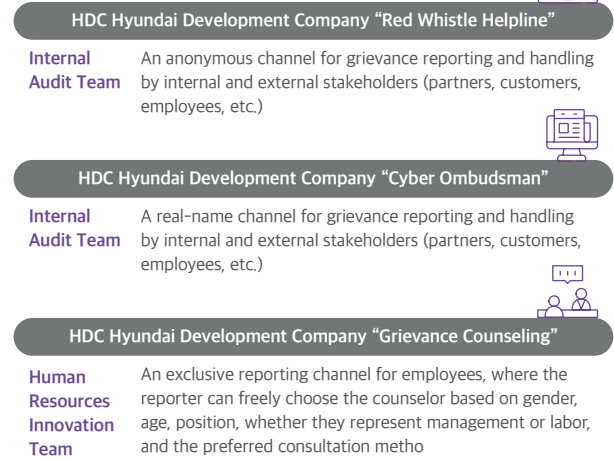 HDC Hyundai Development Company “Red Whistle Helpline”
Internal
Audit Team
An anonymous channel for grievance reporting and handling
by internal and external stakeholders (partners, customers,
employees, etc.)
HDC Hyundai Development Company “Cyber Ombudsman”
Internal
Audit Team
A real-name channel for grievance reporting and handling
by internal and external stakeholders (partners, customers,
employees, etc.)
HDC Hyundai Development Company “Grievance Counseling”
Human
Resources
Innovation
Team
An exclusive reporting channel for employees, where the
reporter can freely choose the counselor based on gender,
age, position, whether they represent management or labor,
and the preferred consultation metho